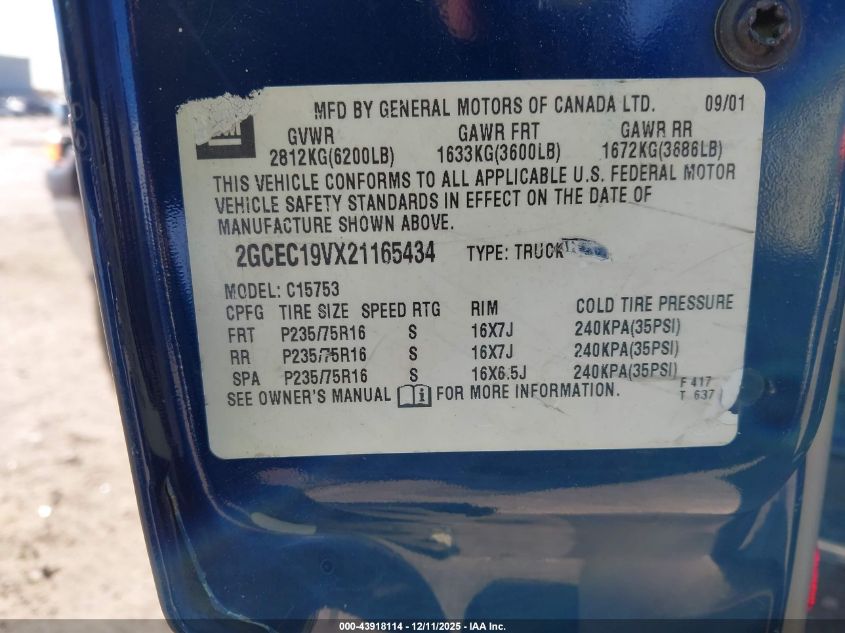 MFD BY GENERAL MOTORS OF CANADA LTD. 09/01
GM
GVWR GAWR FRT GAWR RR
2812KG(6200LB) 1633KG(3600LB) 1672KG(3686LB)
THIS VEHICLE CONFORMS TO ALL APPLICABLE U.S. FEDERAL MOTOR
VEHICLE SAFETY STANDARDS IN EFFECT ON THE DATE OF
MANUFACTURE SHOWN ABOVE.
2GCEC19VX21165434 TYPE: TRUCK
MODEL: C15753
CPFG TIRE SIZE SPEED RTG RIM COLD TIRE PRESSURE
FRT P235/75R16 S 16X7J 240KPA(35PSI)
RR P235/75R16 S 16X7J 240KPA(35PSI)
SPA P235/75R16 S 16X6.5J 240KPA(35PSI)
SEE OWNER'S MANUAL i FOR MORE INFORMATION.
F 417
T 637
000-43918114 - 12/11/2025 - IAA Inc.